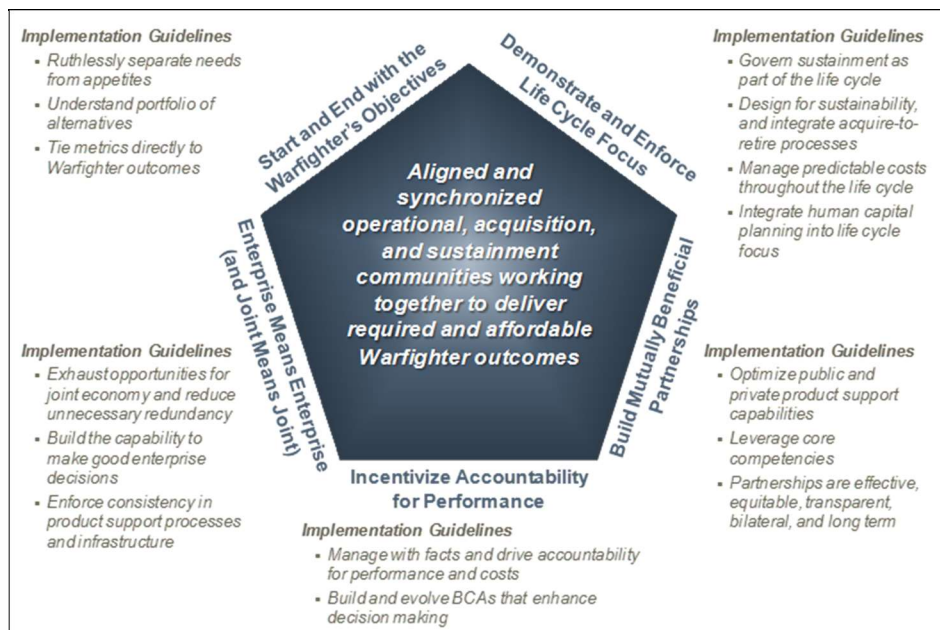 Implementation Guidelines
▪ Ruthlessly separate needs
from appetites
▪ Understand portfolio of
alternatives
▪ Tie metrics directly to
Warfighter outcomes
Start and End with the
Warfighter's Objectives
Demonstrate and Enforce
Life Cycle Focus
Implementation Guidelines
▪ Govern sustainment as
part of the life cycle
▪ Design for sustainability,
and integrate acquire-to-
retire processes
▪ Manage predictable costs
throughout the life cycle
▪ Integrate human capital
planning into life cycle
focus
Aligned and
synchronized
operational, acquisition,
and sustainment
communities working
together to deliver
required and affordable
Warfighter outcomes
Enterprise Means Enterprise
(and Joint Means Joint)
Build Mutually Beneficial
Partnerships
Implementation Guidelines
▪ Exhaust opportunities for
joint economy and reduce
unnecessary redundancy
▪ Build the capability to
make good enterprise
decisions
▪ Enforce consistency in
product support processes
and infrastructure
Implementation Guidelines
▪ Optimize public and
private product support
capabilities
▪ Leverage core
competencies
▪ Partnerships are effective,
equitable, transparent,
bilateral, and long term
Incentivize Accountability
for Performance
Implementation Guidelines
▪ Manage with facts and drive accountability
for performance and costs
▪ Build and evolve BCAs that enhance
decision making